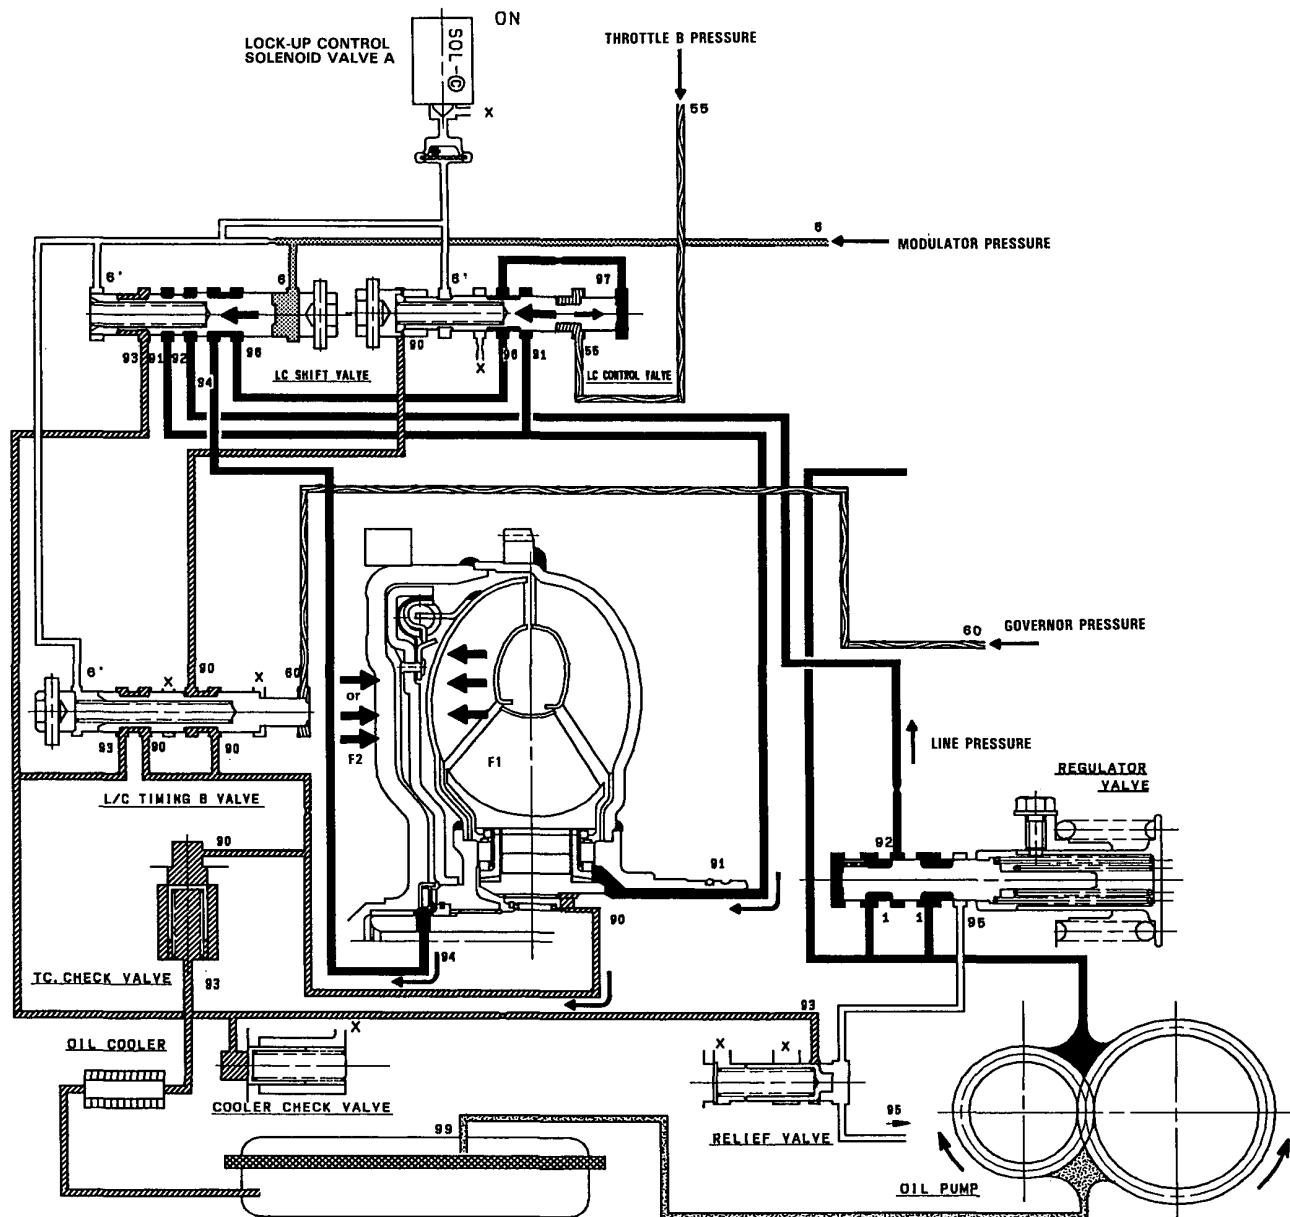 ON
LOCK-UP CONTROL
SOLENOID VALVE A
SOL-C
X
THROTTLE B PRESSURE
55
6
MODULATOR PRESSURE
6'
6
6'
97
93
91
92
94
96
LC SHIFT VALVE
90
X
96
91
55
LC CONTROL VALVE
60
GOVERNOR PRESSURE
6'
90
X
X
60
93
90
90
L/C TIMING B VALVE
or
F2
F1
LINE PRESSURE
REGULATOR
VALVE
92
1
1
95
91
90
94
90
TC. CHECK VALVE
93
OIL COOLER
X
COOLER CHECK VALVE
93
X
X
RELIEF VALVE
95
99
OIL PUMP